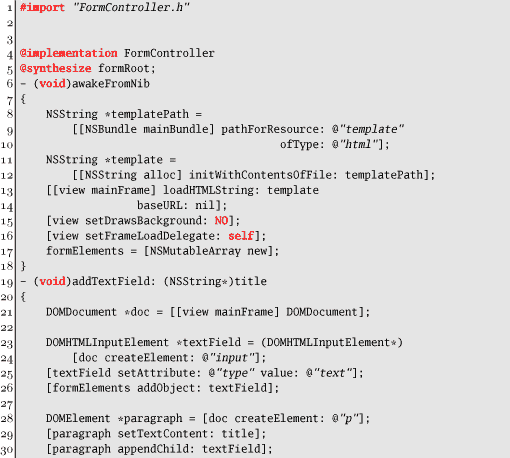 1 #import "FormController.h"
2
3
4 @implementation FormController
5 @synthesize formRoot;
6 - (void)awakeFromNib
7 {
8     NSString *templatePath =
9         [[NSBundle mainBundle] pathForResource: @"template"
10                                         ofType: @"html"];
11     NSString *template =
12         [[NSString alloc] initWithContentsOfFile: templatePath];
13     [[view mainFrame] loadHTMLString: template
14                   baseURL: nil];
15     [view setDrawsBackground: NO];
16     [view setFrameLoadDelegate: self];
17     formElements = [NSMutableArray new];
18 }
19 - (void)addTextField: (NSString*)title
20 {
21     DOMDocument *doc = [[view mainFrame] DOMDocument];
22
23     DOMHTMLInputElement *textField = (DOMHTMLInputElement*)
24         [doc createElement: @"input"];
25     [textField setAttribute: @"type" value: @"text"];
26     [formElements addObject: textField];
27
28     DOMElement *paragraph = [doc createElement: @"p"];
29     [paragraph setTextContent: title];
30     [paragraph appendChild: textField];